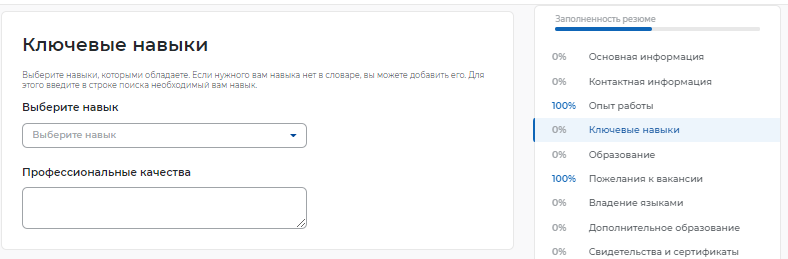 Ключевые навыки
Выберите навыки, которыми обладаете. Если нужного вам навыка нет в словаре, вы можете добавить его. Для
этого введите в строке поиска необходимый вам навык.
Выберите навык
Выберите навык
Профессиональные качества
Заполненность резюме
0% Основная информация
0% Контактная информация
100% Опыт работы
0% Ключевые навыки
0% Образование
100% Пожелания к вакансии
0% Владение языками
0% Дополнительное образование
0% Свидетельства и сертификаты